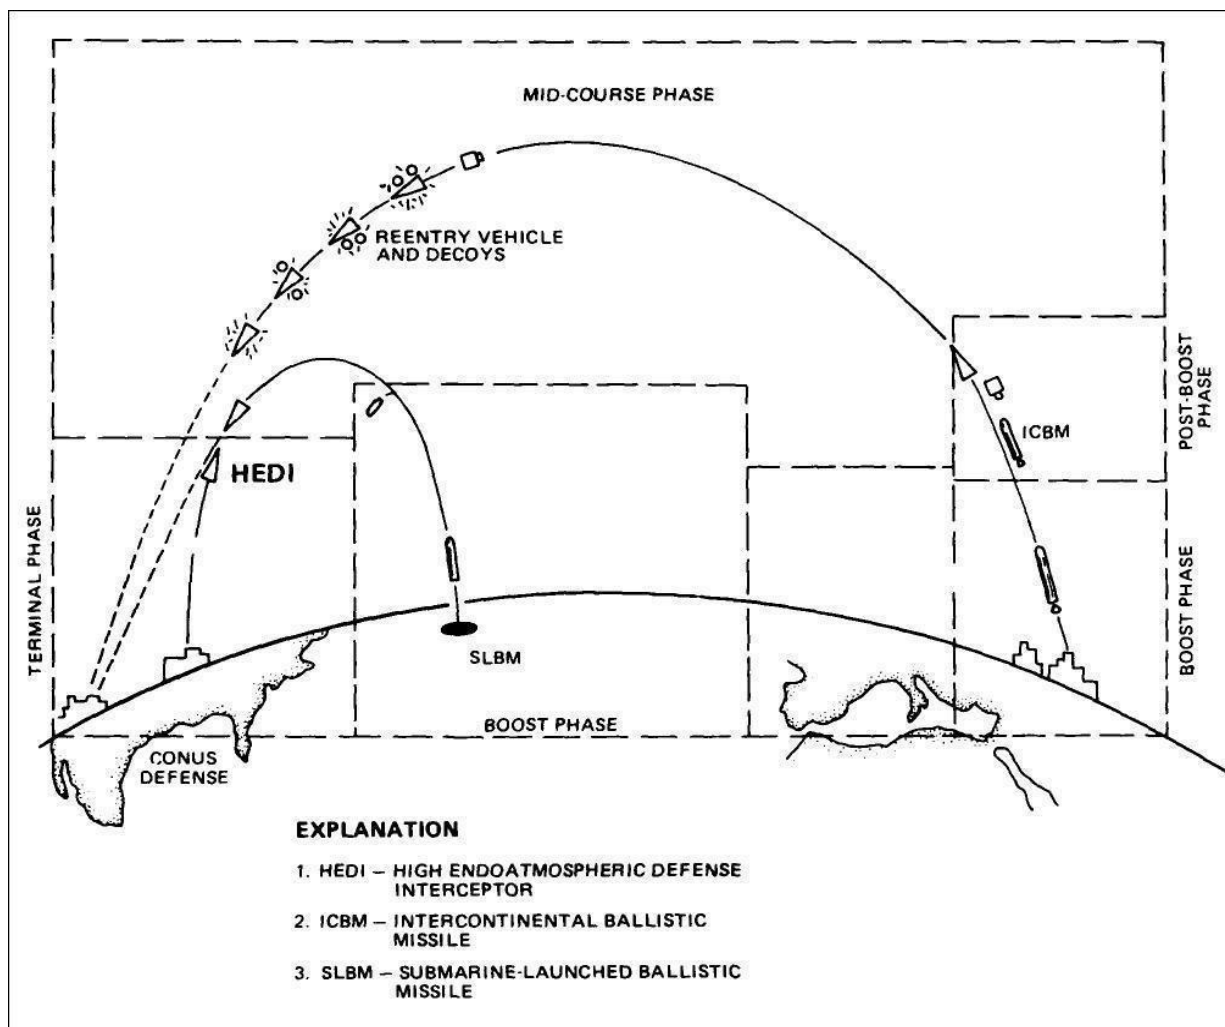 MID-COURSE PHASE
REENTRY VEHICLE
AND DECOYS
POST-BOOST
PHASE
ICBM
HEDI
TERMINAL PHASE
BOOST PHASE
SLBM
BOOST PHASE
CONUS
DEFENSE
EXPLANATION
1. HEDI – HIGH ENDOATMOSPHERIC DEFENSE
INTERCEPTOR
2. ICBM – INTERCONTINENTAL BALLISTIC
MISSILE
3. SLBM – SUBMARINE-LAUNCHED BALLISTIC
MISSILE